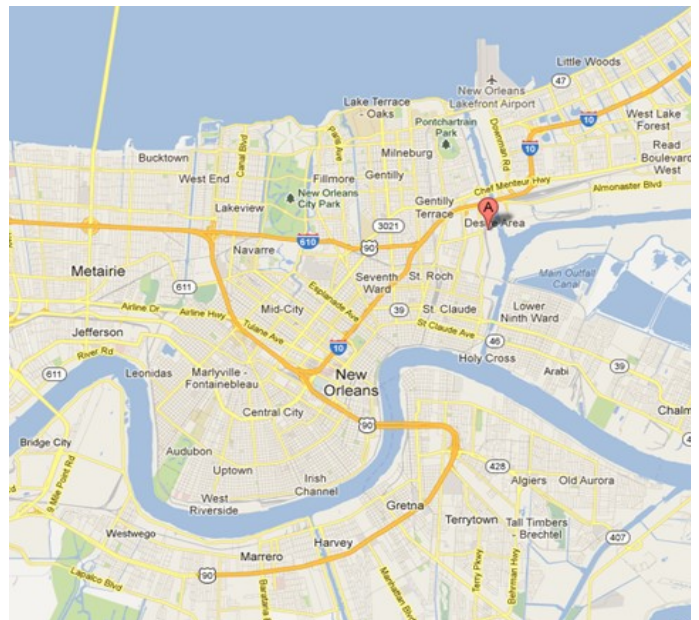 Little Woods
47
New Orleans
Lakefront Airport
Lake Terrace
- Oaks
Pontchartrain
Park
Downman Rd
10
10
West Lake
Forest
Bucktown
Canal Blvd
Paris Ave
Milneburg
Read
Boulevard
West
West End
Fillmore
Gentilly
Chef Menteur Hwy
Almonaster Blvd
New Orleans
City Park
Gentilly
Terrace
Lakeview
A
3021
Desire Area
610
90
Navarre
Metairie
Seventh
Ward
St. Roch
Main Outfall
Canal
611
Esplanade Ave
Mid-City
39
St. Claude
Lower
Ninth Ward
Airline Dr
Airline Hwy
Tulane Ave
St Claude Ave
Jefferson
10
46
Holy Cross
River Rd
Arabi
39
611
Leonidas
Marlyville -
Fontainebleau
New
Orleans
Central City
90
Chalm
Bridge City
Audubon
9 Mile Point Rd
Uptown
Irish
Channel
428
Algiers
Old Aurora
West
Riverside
Gretna
Westwego
Harvey
Terrytown
Tall Timbers
- Brechtel
407
Marrero
Lapalco Blvd
90
Terry Pkwy
Behrman Hwy
Manhattan Blvd